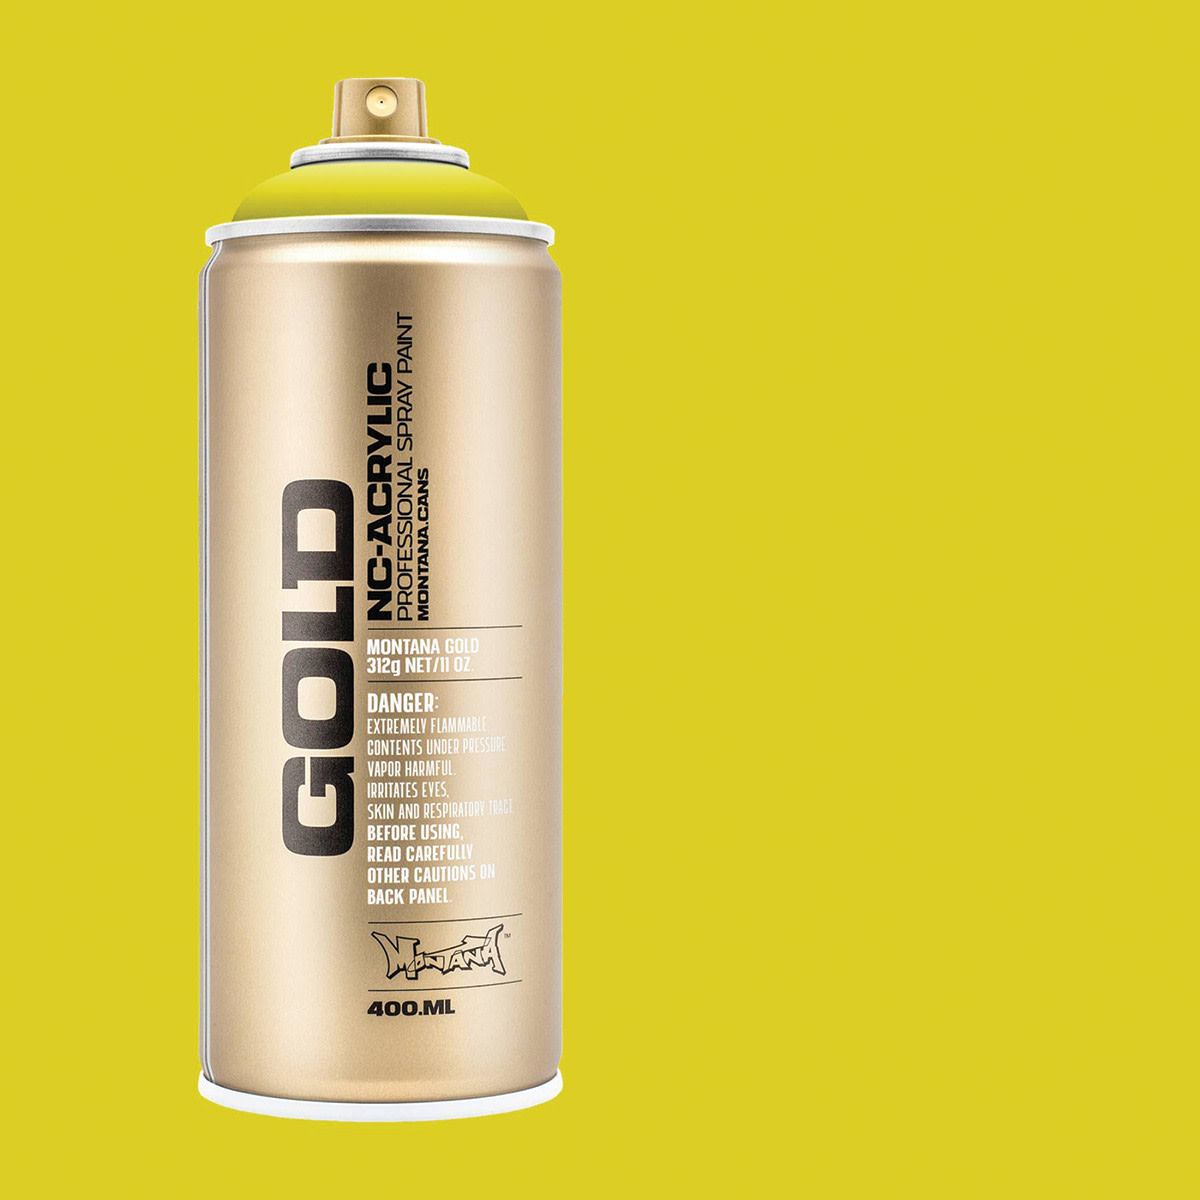 GOLD
NC-ACRYLIC
PROFESSIONAL SPRAY PAINT
MONTANA.CANS
MONTANA GOLD
312g NET/11 OZ.
DANGER:
EXTREMELY FLAMMABLE
CONTENTS UNDER PRESSURE
VAPOR HARMFUL.
IRRITATES EYES,
SKIN AND RESPIRATORY TRACT.
BEFORE USING,
READ CAREFULLY
OTHER CAUTIONS ON
BACK PANEL.
MONTANA™
400.ML